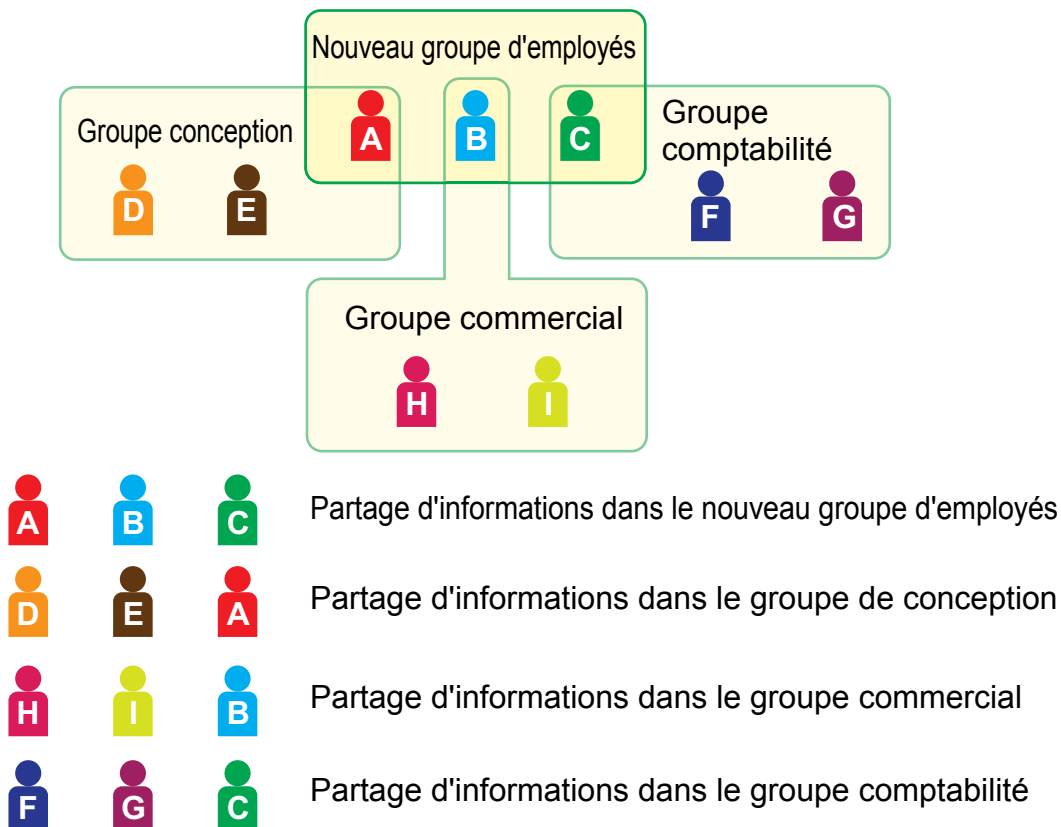 Nouveau groupe d'employés
Groupe conception
A
B
C
Groupe
comptabilité
D
E
F
G
Groupe commercial
H
I
A B C Partage d'informations dans le nouveau groupe d'employés
D E A Partage d'informations dans le groupe de conception
H I B Partage d'informations dans le groupe commercial
F G C Partage d'informations dans le groupe comptabilité